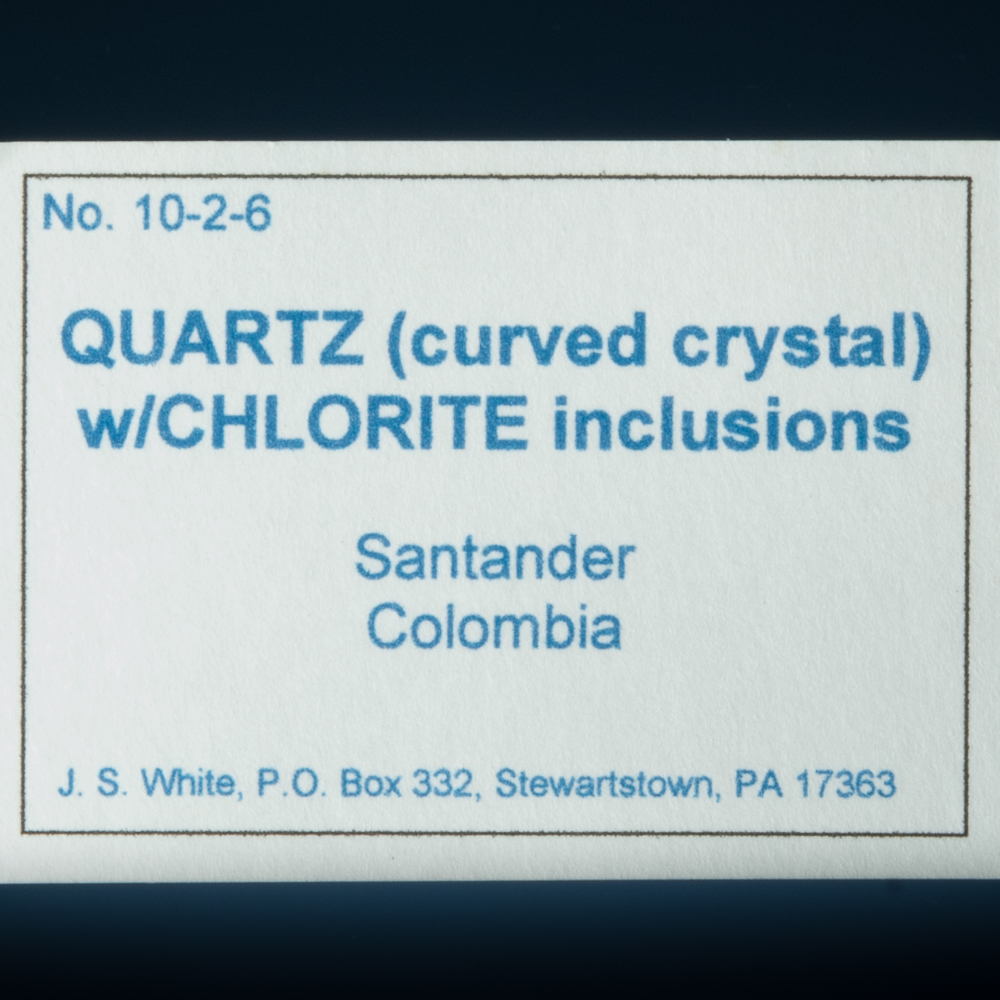 No. 10-2-6
QUARTZ (curved crystal)
w/CHLORITE inclusions
Santander
Colombia
J. S. White, P.O. Box 332, Stewartstown, PA 17363